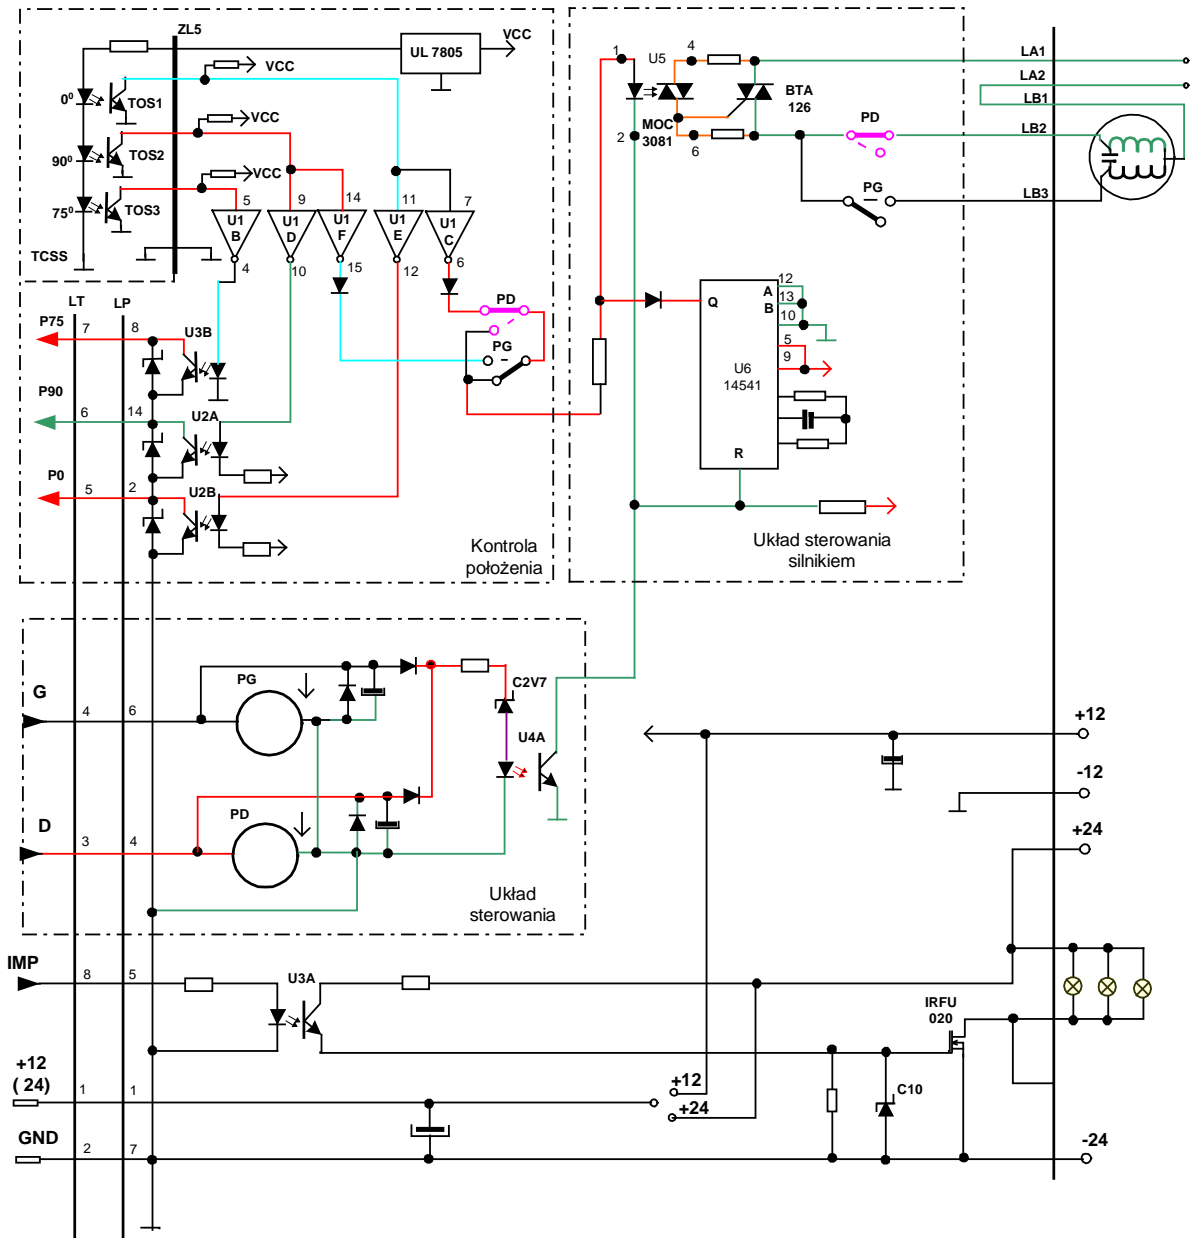 ZL5
UL 7805
VCC
VCC
0⁰
TOS1
VCC
TOS2
90⁰
VCC
TOS3
75⁰
TCSS
5
9
14
11
7
U1
B
U1
D
U1
F
U1
E
U1
C
4
10
15
12
6
PD
PG
LT
LP
P75
7
8
U3B
P90
6
14
U2A
P0
5
2
U2B
Kontrola
położenia
1
U5
4
2
MOC
3081
6
BTA
126
PD
PG
LA1
LA2
LB1
LB2
LB3
Q
A
B
12
13
10
5
9
U6
14541
R
Układ sterowania
silnikiem
G
4
6
PG
C2V7
U4A
D
3
4
PD
Układ
sterowania
+12
-12
+24
IMP
8
5
U3A
IRFU
020
+12
( 24)
1
1
+12
+24
C10
GND
2
7
-24